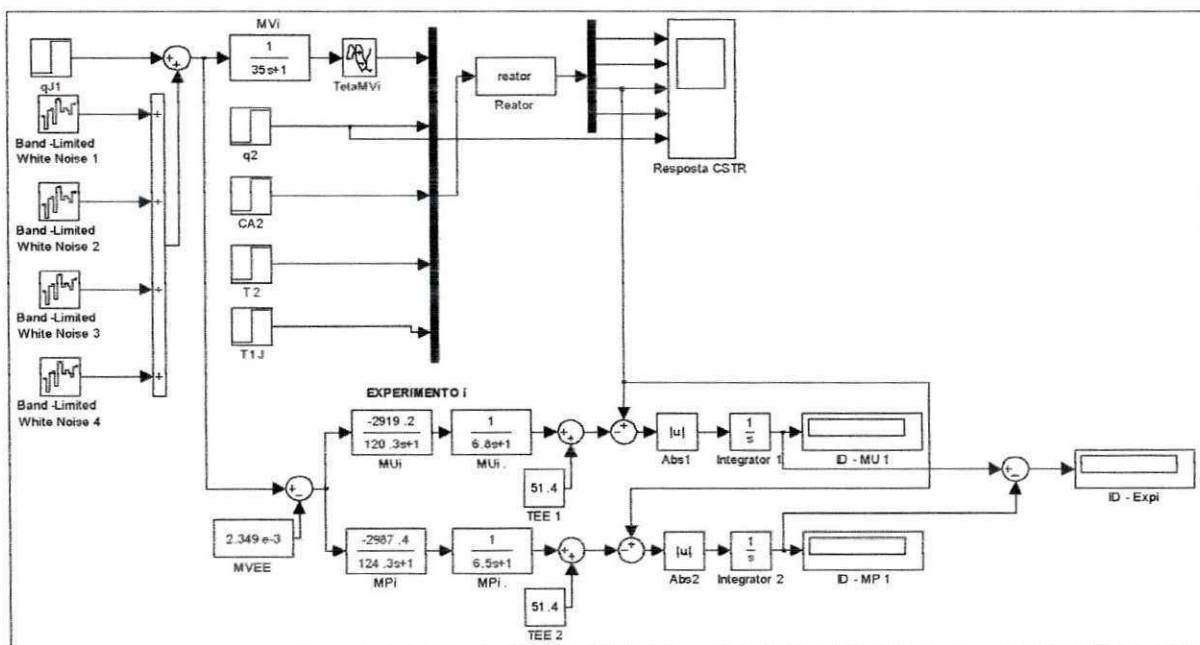 MVi
1
35s+1
qJ1
TetaMVi
reator
Reator
Band -Limited
White Noise 1
q2
Resposta CSTR
Band -Limited
White Noise 2
CA2
Band -Limited
White Noise 3
T2
Band -Limited
White Noise 4
T1J
EXPERIMENTO i
-2919 .2
120 .3s+1
MUi
1
6.8s+1
MUi .
51.4
TEE 1
|u|
Abs1
1
s
Integrator 1
ID - MU 1
ID - Expi
2.349 e-3
MVEE
-2987 .4
124 .3s+1
MPi
1
6.5s+1
MPi .
51.4
TEE 2
|u|
Abs2
1
s
Integrator 2
ID - MP 1